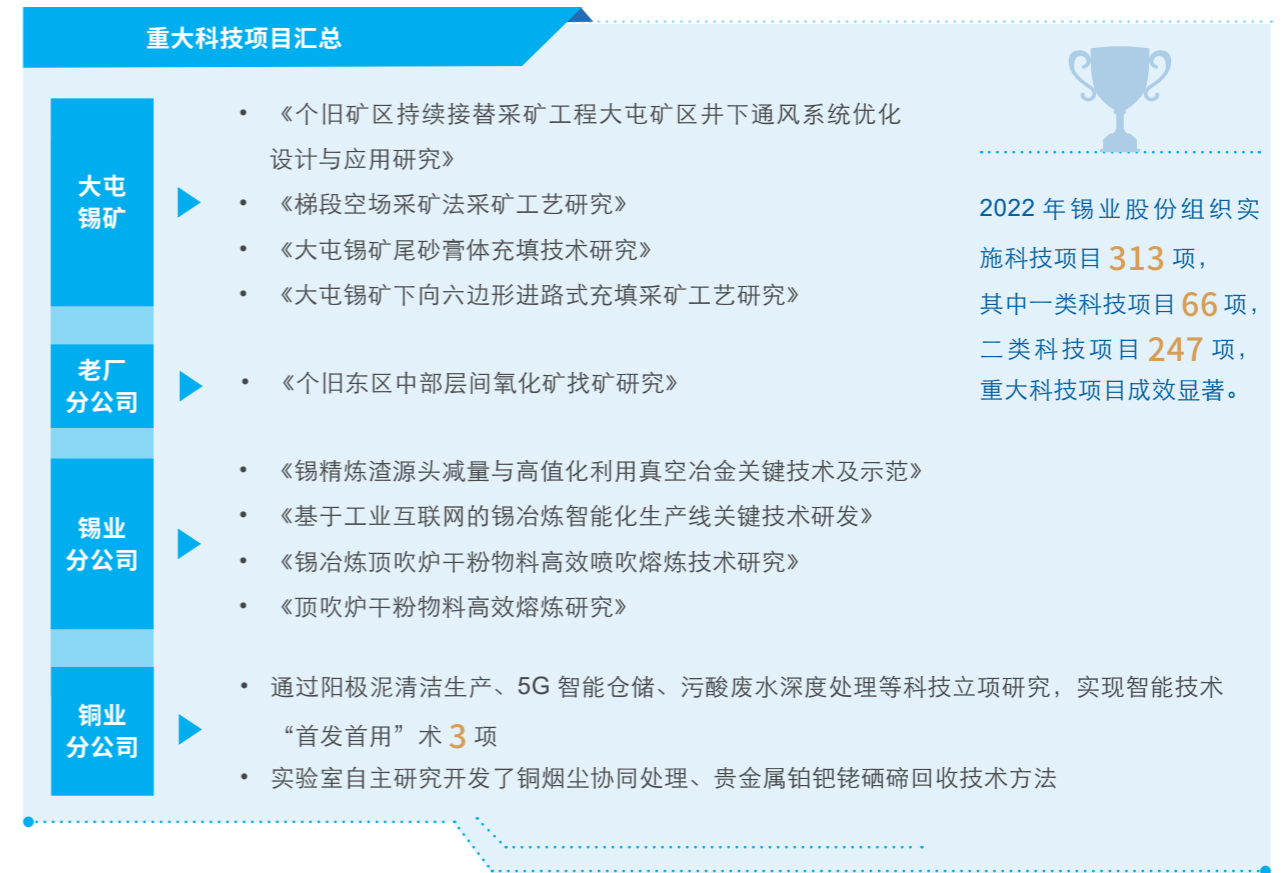 重大科技项目汇总
大屯
锡矿
• 《个旧矿区持续接替采矿工程大屯矿区井下通风系统优化
设计与应用研究》
• 《梯段空场采矿法采矿工艺研究》
• 《大屯锡矿尾砂膏体充填技术研究》
• 《大屯锡矿下向六边形进路式充填采矿工艺研究》
老厂
分公司
• 《个旧东区中部层间氧化矿找矿研究》
锡业
分公司
• 《锡精炼渣源头减量与高值化利用真空冶金关键技术及示范》
• 《基于工业互联网的锡冶炼智能化生产线关键技术研发》
• 《锡冶炼顶吹炉干粉物料高效喷吹熔炼技术研究》
• 《顶吹炉干粉物料高效熔炼研究》
铜业
分公司
• 通过阳极泥清洁生产、5G 智能仓储、污酸废水深度处理等科技立项研究，实现智能技术
“首发首用”术 3 项
• 实验室自主研究开发了铜烟尘协同处理、贵金属铂钯铑硒碲回收技术方法
2022 年锡业股份组织实
施科技项目 313 项，
其中一类科技项目 66 项，
二类科技项目 247 项，
重大科技项目成效显著。